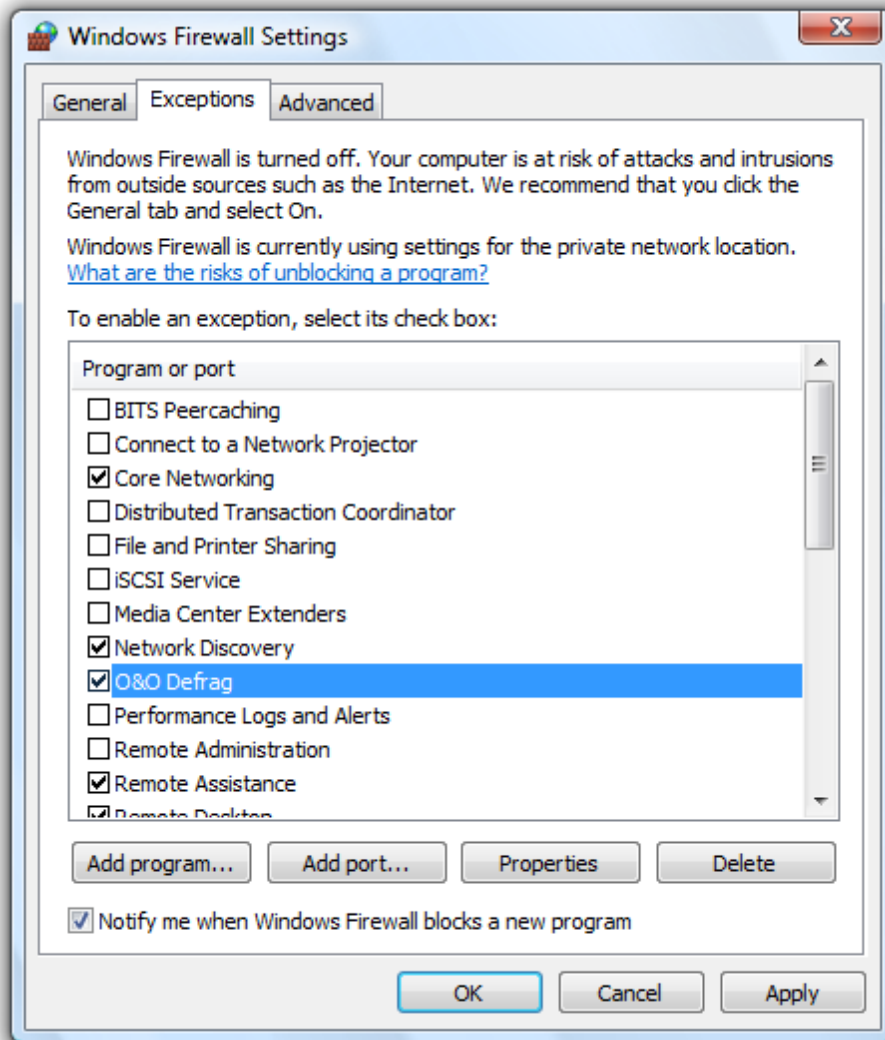 Windows Firewall Settings
General
Exceptions
Advanced
Windows Firewall is turned off. Your computer is at risk of attacks and intrusions
from outside sources such as the Internet. We recommend that you click the
General tab and select On.
Windows Firewall is currently using settings for the private network location.
What are the risks of unblocking a program?
To enable an exception, select its check box:
Program or port
BITS Peercaching
Connect to a Network Projector
Core Networking
Distributed Transaction Coordinator
File and Printer Sharing
iSCSI Service
Media Center Extenders
Network Discovery
O&O Defrag
Performance Logs and Alerts
Remote Administration
Remote Assistance
Remote Desktop
Add program...
Add port...
Properties
Delete
Notify me when Windows Firewall blocks a new program
OK
Cancel
Apply